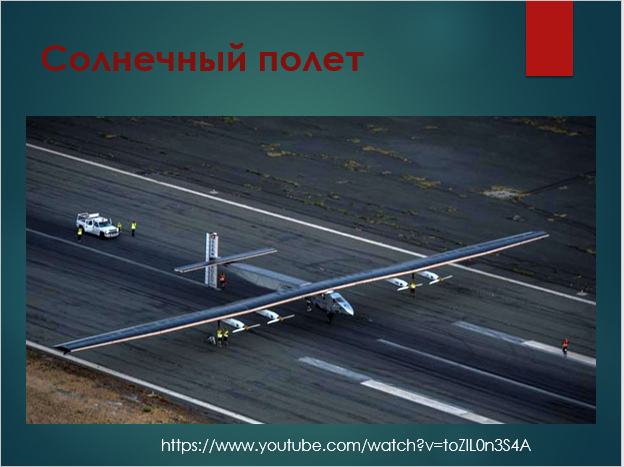 Солнечный полет
https://www.youtube.com/watch?v=toZIL0n3S4A